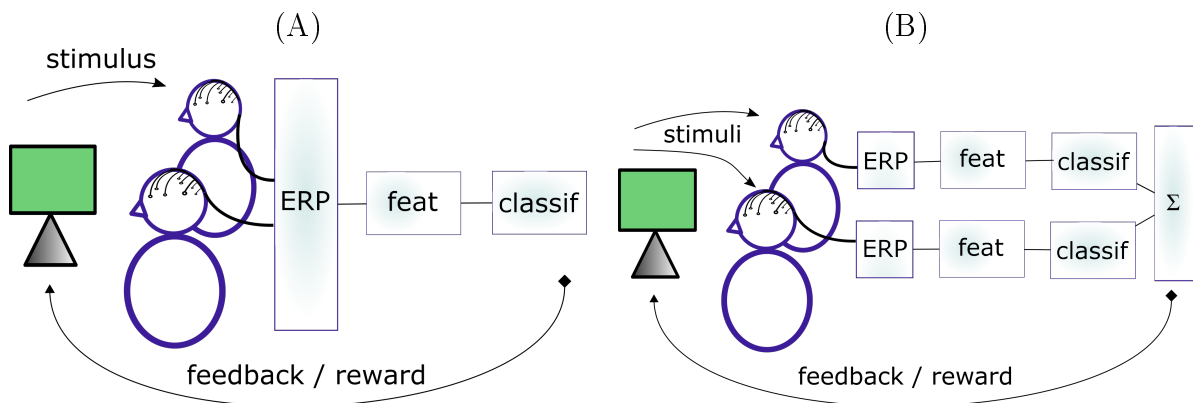 (A)
stimulus
ERP
feat
classif
feedback / reward
(B)
stimuli
ERP
feat
classif
Σ
ERP
feat
classif
feedback / reward